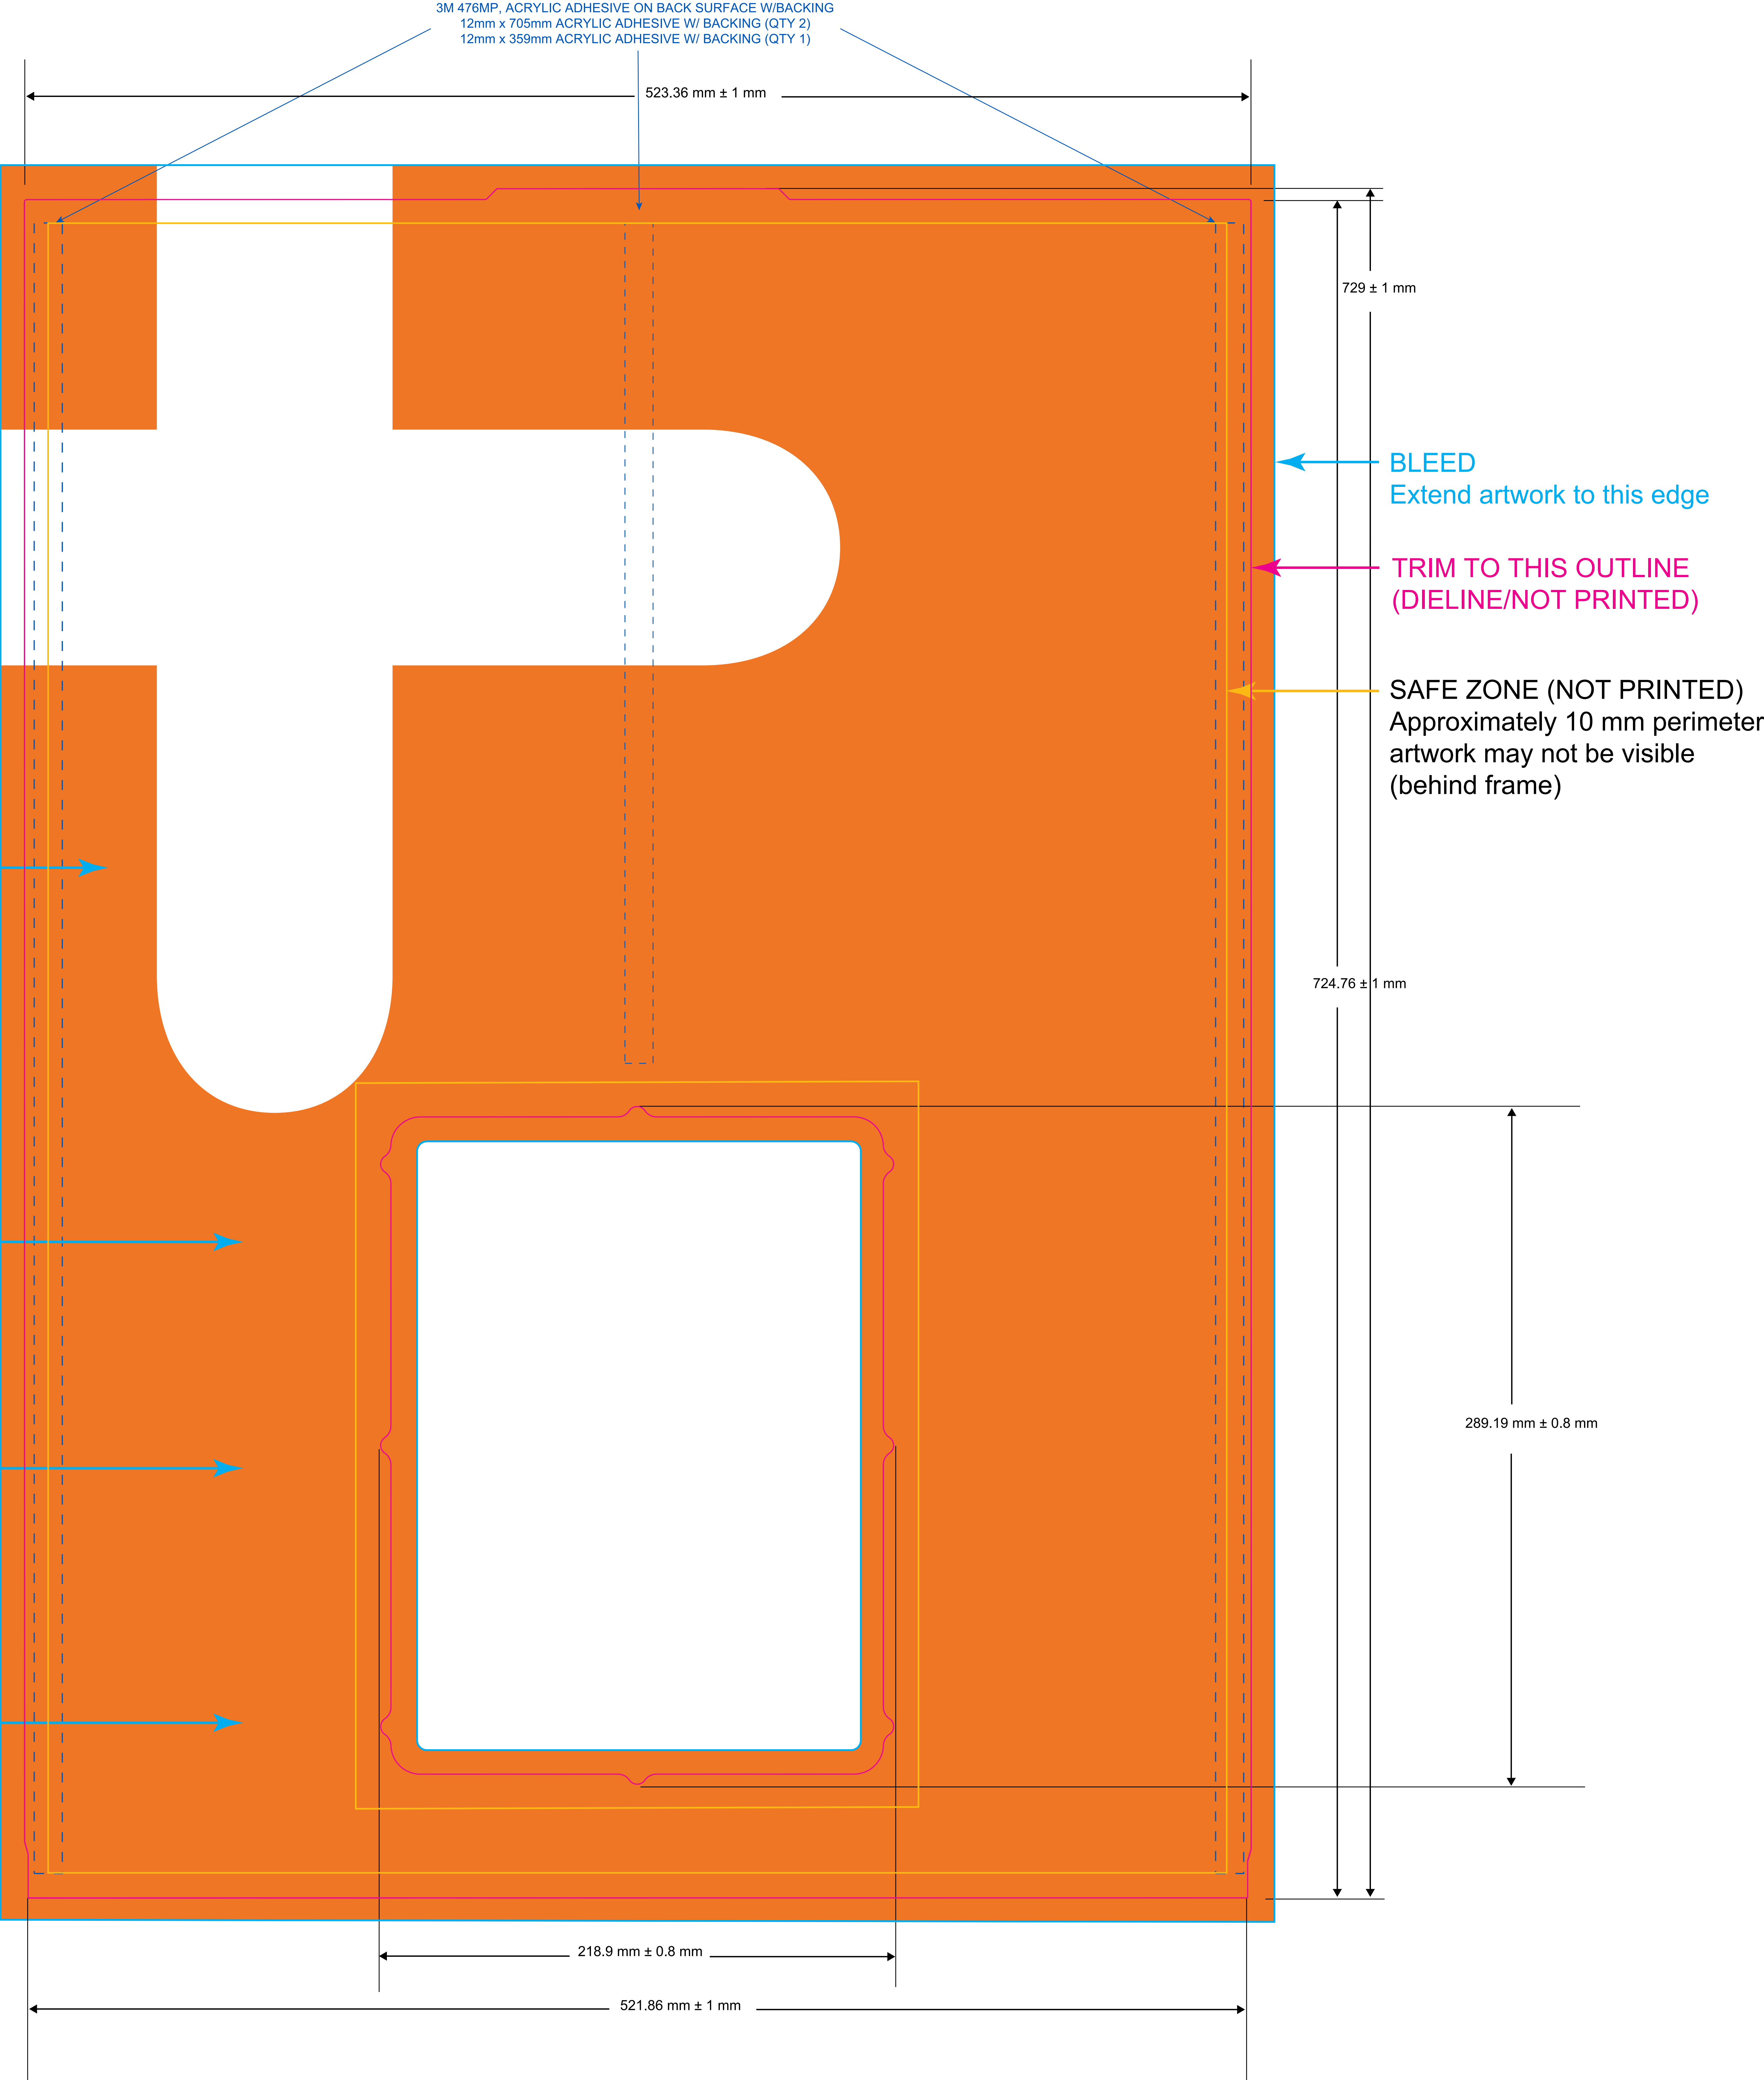 3M 476MP, ACRYLIC ADHESIVE ON BACK SURFACE W/BACKING
12mm x 705mm ACRYLIC ADHESIVE W/ BACKING (QTY 2)
12mm x 359mm ACRYLIC ADHESIVE W/ BACKING (QTY 1)
523.36 mm ± 1 mm
729 ± 1 mm
BLEED
Extend artwork to this edge
TRIM TO THIS OUTLINE
(DIELINE/NOT PRINTED)
SAFE ZONE (NOT PRINTED)
Approximately 10 mm perimeter
artwork may not be visible
(behind frame)
724.76 ± 1 mm
289.19 mm ± 0.8 mm
218.9 mm ± 0.8 mm
521.86 mm ± 1 mm